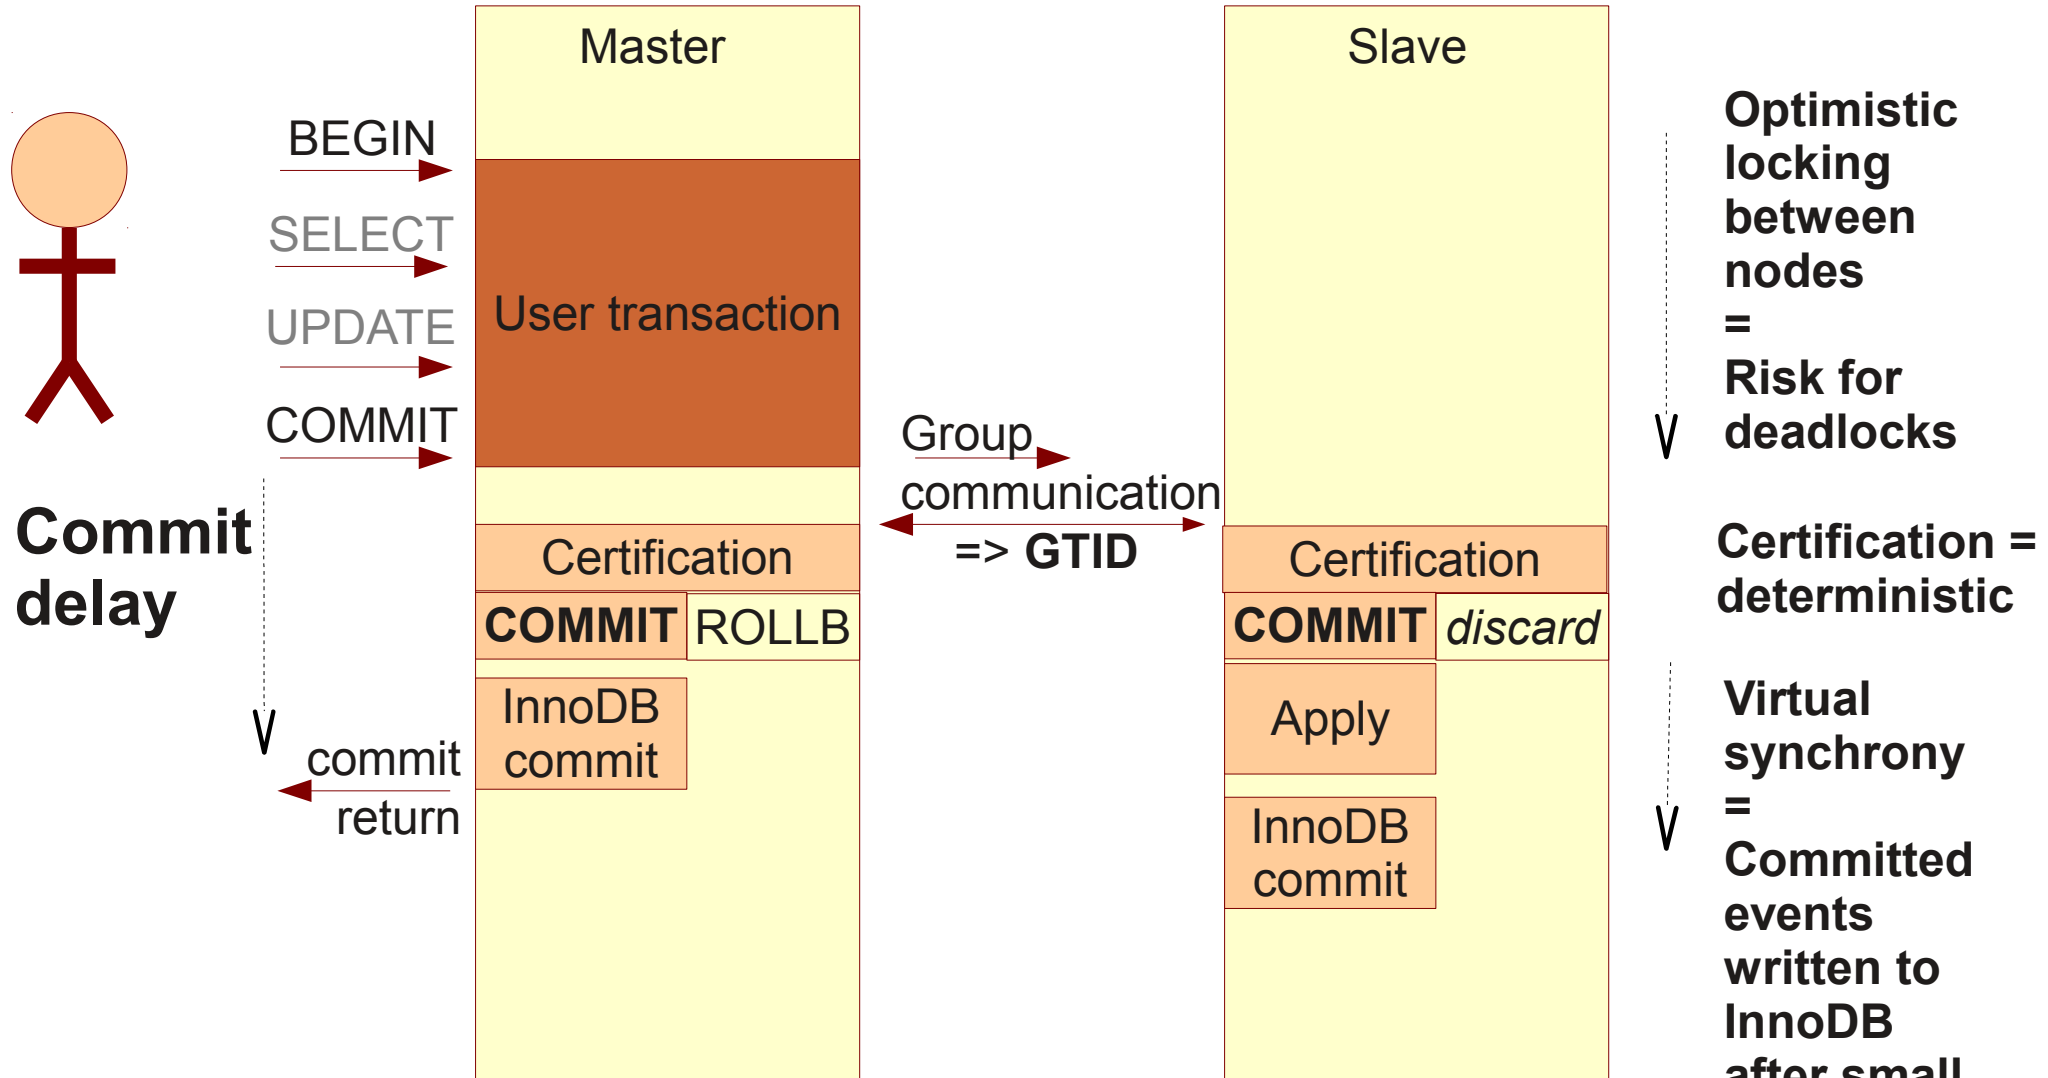 Master
Slave
BEGIN
SELECT
UPDATE
COMMIT
User transaction
Group
communication
=> GTID
Commit
delay
Certification
COMMIT
ROLLB
InnoDB
commit
commit
return
Certification
COMMIT
discard
Apply
InnoDB
commit
Optimistic
locking
between
nodes
=
Risk for
deadlocks
Certification =
deterministic
Virtual
synchrony
=
Committed
events
written to
InnoDB
after small